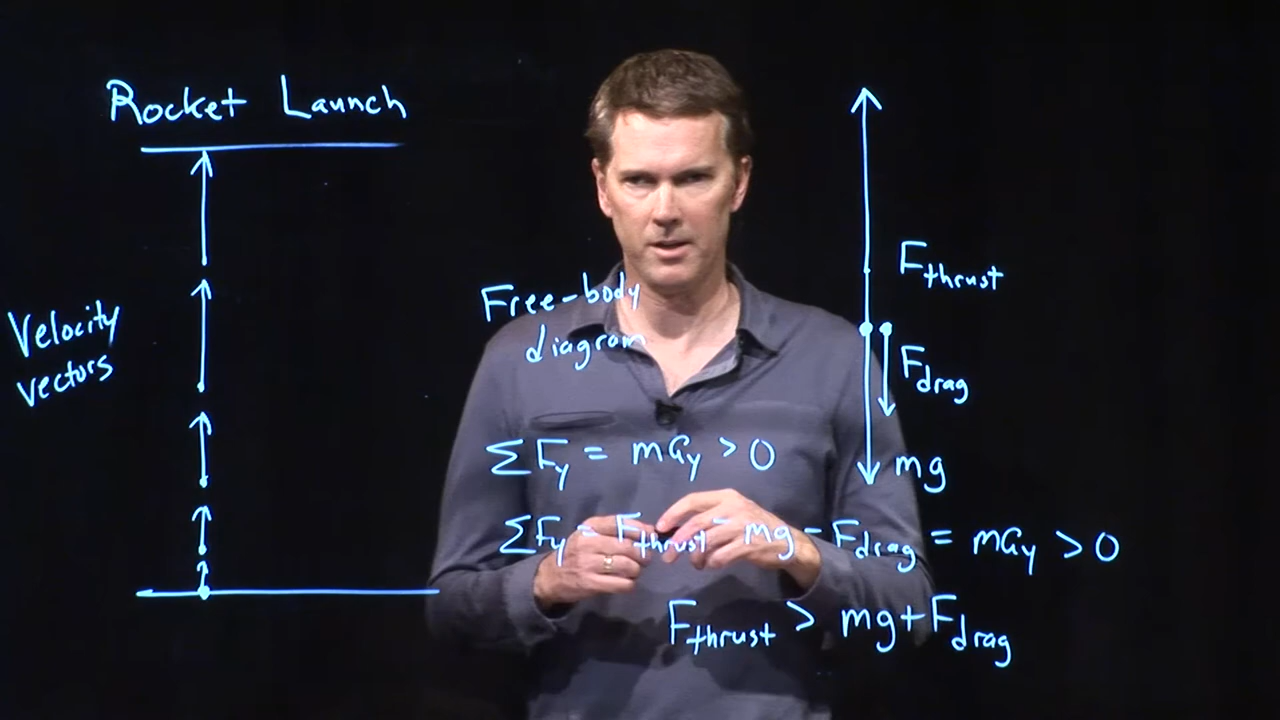 Rocket Launch
Velocity
vectors
Free-body
diagram
F_thrust
F_drag
mg
ΣF_y = ma_y > 0
ΣF_y = F_thrust - mg - F_drag = ma_y > 0
F_thrust > mg + F_drag